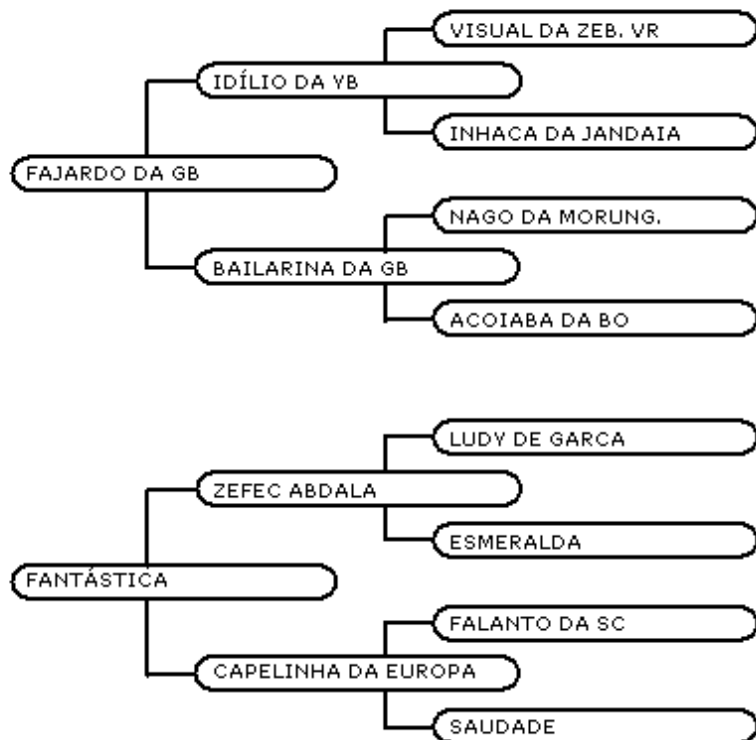 VISUAL DA ZEB. VR
IDÍLIO DA YB
INHACA DA JANDAIA
FAJARDO DA GB
NAGO DA MORUNG.
BAILARINA DA GB
ACOIABA DA BO
LUDY DE GARCA
ZEFEC ABDALA
ESMERALDA
FANTÁSTICA
FALANTO DA SC
CAPELINHA DA EUROPA
SAUDADE